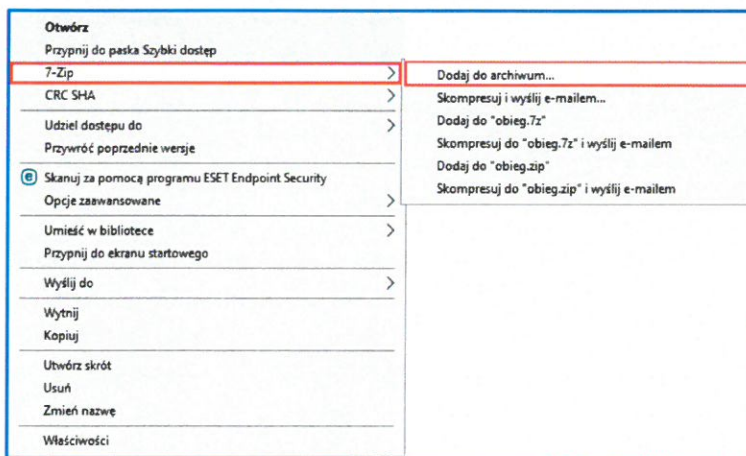 Otwórz
Przypnij do paska Szybki dostęp
7-Zip
CRC SHA
Udziel dostępu do
Przywróć poprzednie wersje
Skanuj za pomocą programu ESET Endpoint Security
Opcje zaawansowane
Umieść w bibliotece
Przypnij do ekranu startowego
Wyślij do
Wytnij
Kopiuj
Utwórz skrót
Usuń
Zmień nazwę
Właściwości
Dodaj do archiwum...
Skompresuj i wyślij e-mailem...
Dodaj do "obieg.7z"
Skompresuj do "obieg.7z" i wyślij e-mailem
Dodaj do "obieg.zip"
Skompresuj do "obieg.zip" i wyślij e-mailem